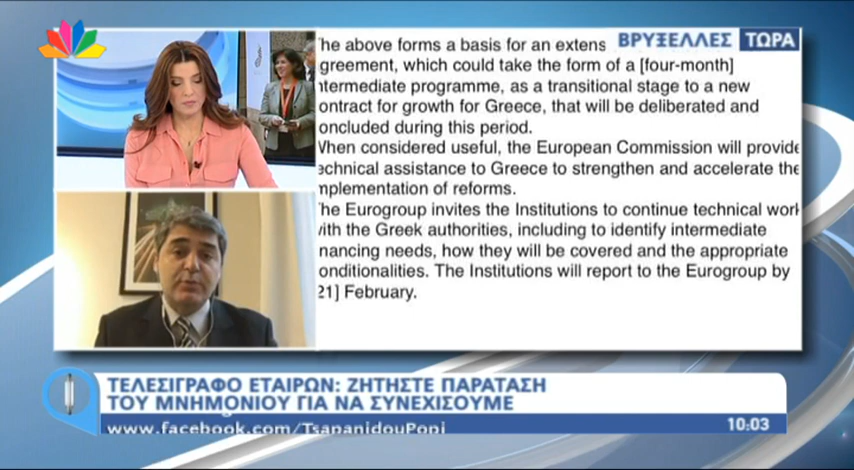 ΒΡΥΞΕΛΛΕΣ ΤΩΡΑ
he above forms a basis for an extens
greement, which could take the form of a [four-month]
ntermediate programme, as a transitional stage to a new
ontract for growth for Greece, that will be deliberated and
oncluded during this period.
When considered useful, the European Commission will provide
echnical assistance to Greece to strengthen and accelerate the
mplementation of reforms.
The Eurogroup invites the Institutions to continue technical work
ith the Greek authorities, including to identify intermediate
nancing needs, how they will be covered and the appropriate
onditionalities. The Institutions will report to the Eurogroup by
21] February.
ΤΕΛΕΣΙΓΡΑΦΟ ΕΤΑΙΡΩΝ: ΖΗΤΗΣΤΕ ΠΑΡΑΤΑΣΗ
ΤΟΥ ΜΝΗΜΟΝΙΟΥ ΓΙΑ ΝΑ ΣΥΝΕΧΙΣΟΥΜΕ
www.facebook.com/TsapanidouPopi
10:03